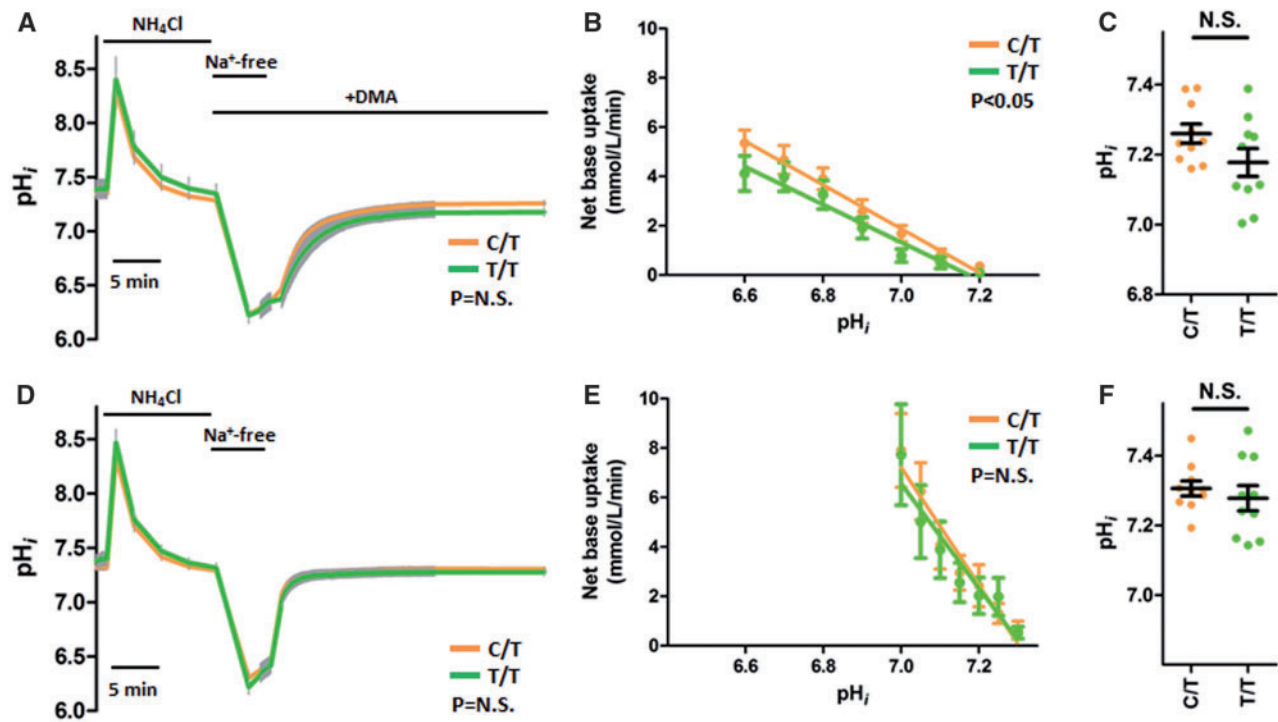 A
NH₄Cl
Na⁺-free
+DMA
8.5
8.0
7.5
7.0
6.5
6.0
pHᵢ
5 min
C/T
T/T
P=N.S.
B
10
8
6
4
2
0
Net base uptake
(mmol/L/min)
C/T
T/T
P<0.05
6.6 6.8 7.0 7.2
pHᵢ
C
N.S.
7.4
7.2
7.0
6.8
pHᵢ
C/T
T/T
D
NH₄Cl
Na⁺-free
8.5
8.0
7.5
7.0
6.5
6.0
pHᵢ
5 min
C/T
T/T
P=N.S.
E
10
8
6
4
2
0
Net base uptake
(mmol/L/min)
C/T
T/T
P=N.S.
6.6 6.8 7.0 7.2
pHᵢ
F
N.S.
7.4
7.2
7.0
pHᵢ
C/T
T/T